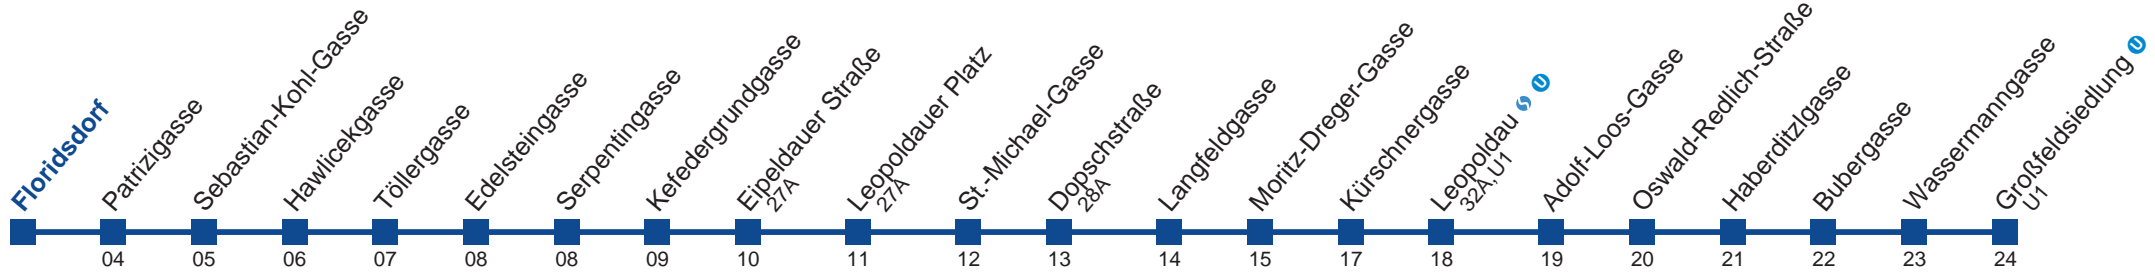 Floridsdorf
Patrizigasse
Sebastian-Kohl-Gasse
Hawlicekgasse
Töllergasse
Edelsteingasse
Serpentingasse
Kefedergrundgasse
Eipeldauer Straße
27A
Leopoldauer Platz
27A
St.-Michael-Gasse
Dopschstraße
28A
Langfeldgasse
Moritz-Dreger-Gasse
Kürschnergasse
Leopoldau S U
32A, U1
Adolf-Loos-Gasse
Oswald-Redlich-Straße
Haberditzlgasse
Bubergasse
Wassermanngasse
Großfeldsiedlung U
U1
04 05 06 07 08 08 09 10 11 12 13 14 15 17 18 19 20 21 22 23 24